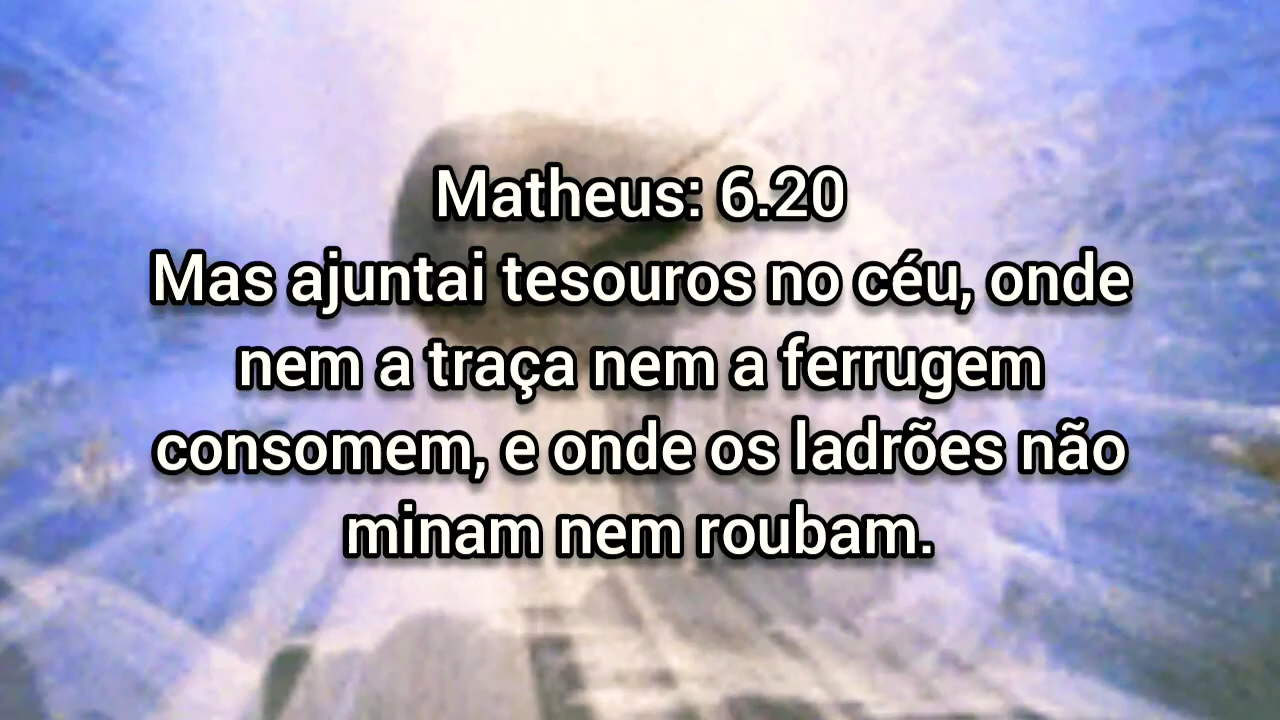 Matheus: 6.20
Mas ajuntai tesouros no céu, onde
nem a traça nem a ferrugem
consomem, e onde os ladrões não
minam nem roubam.